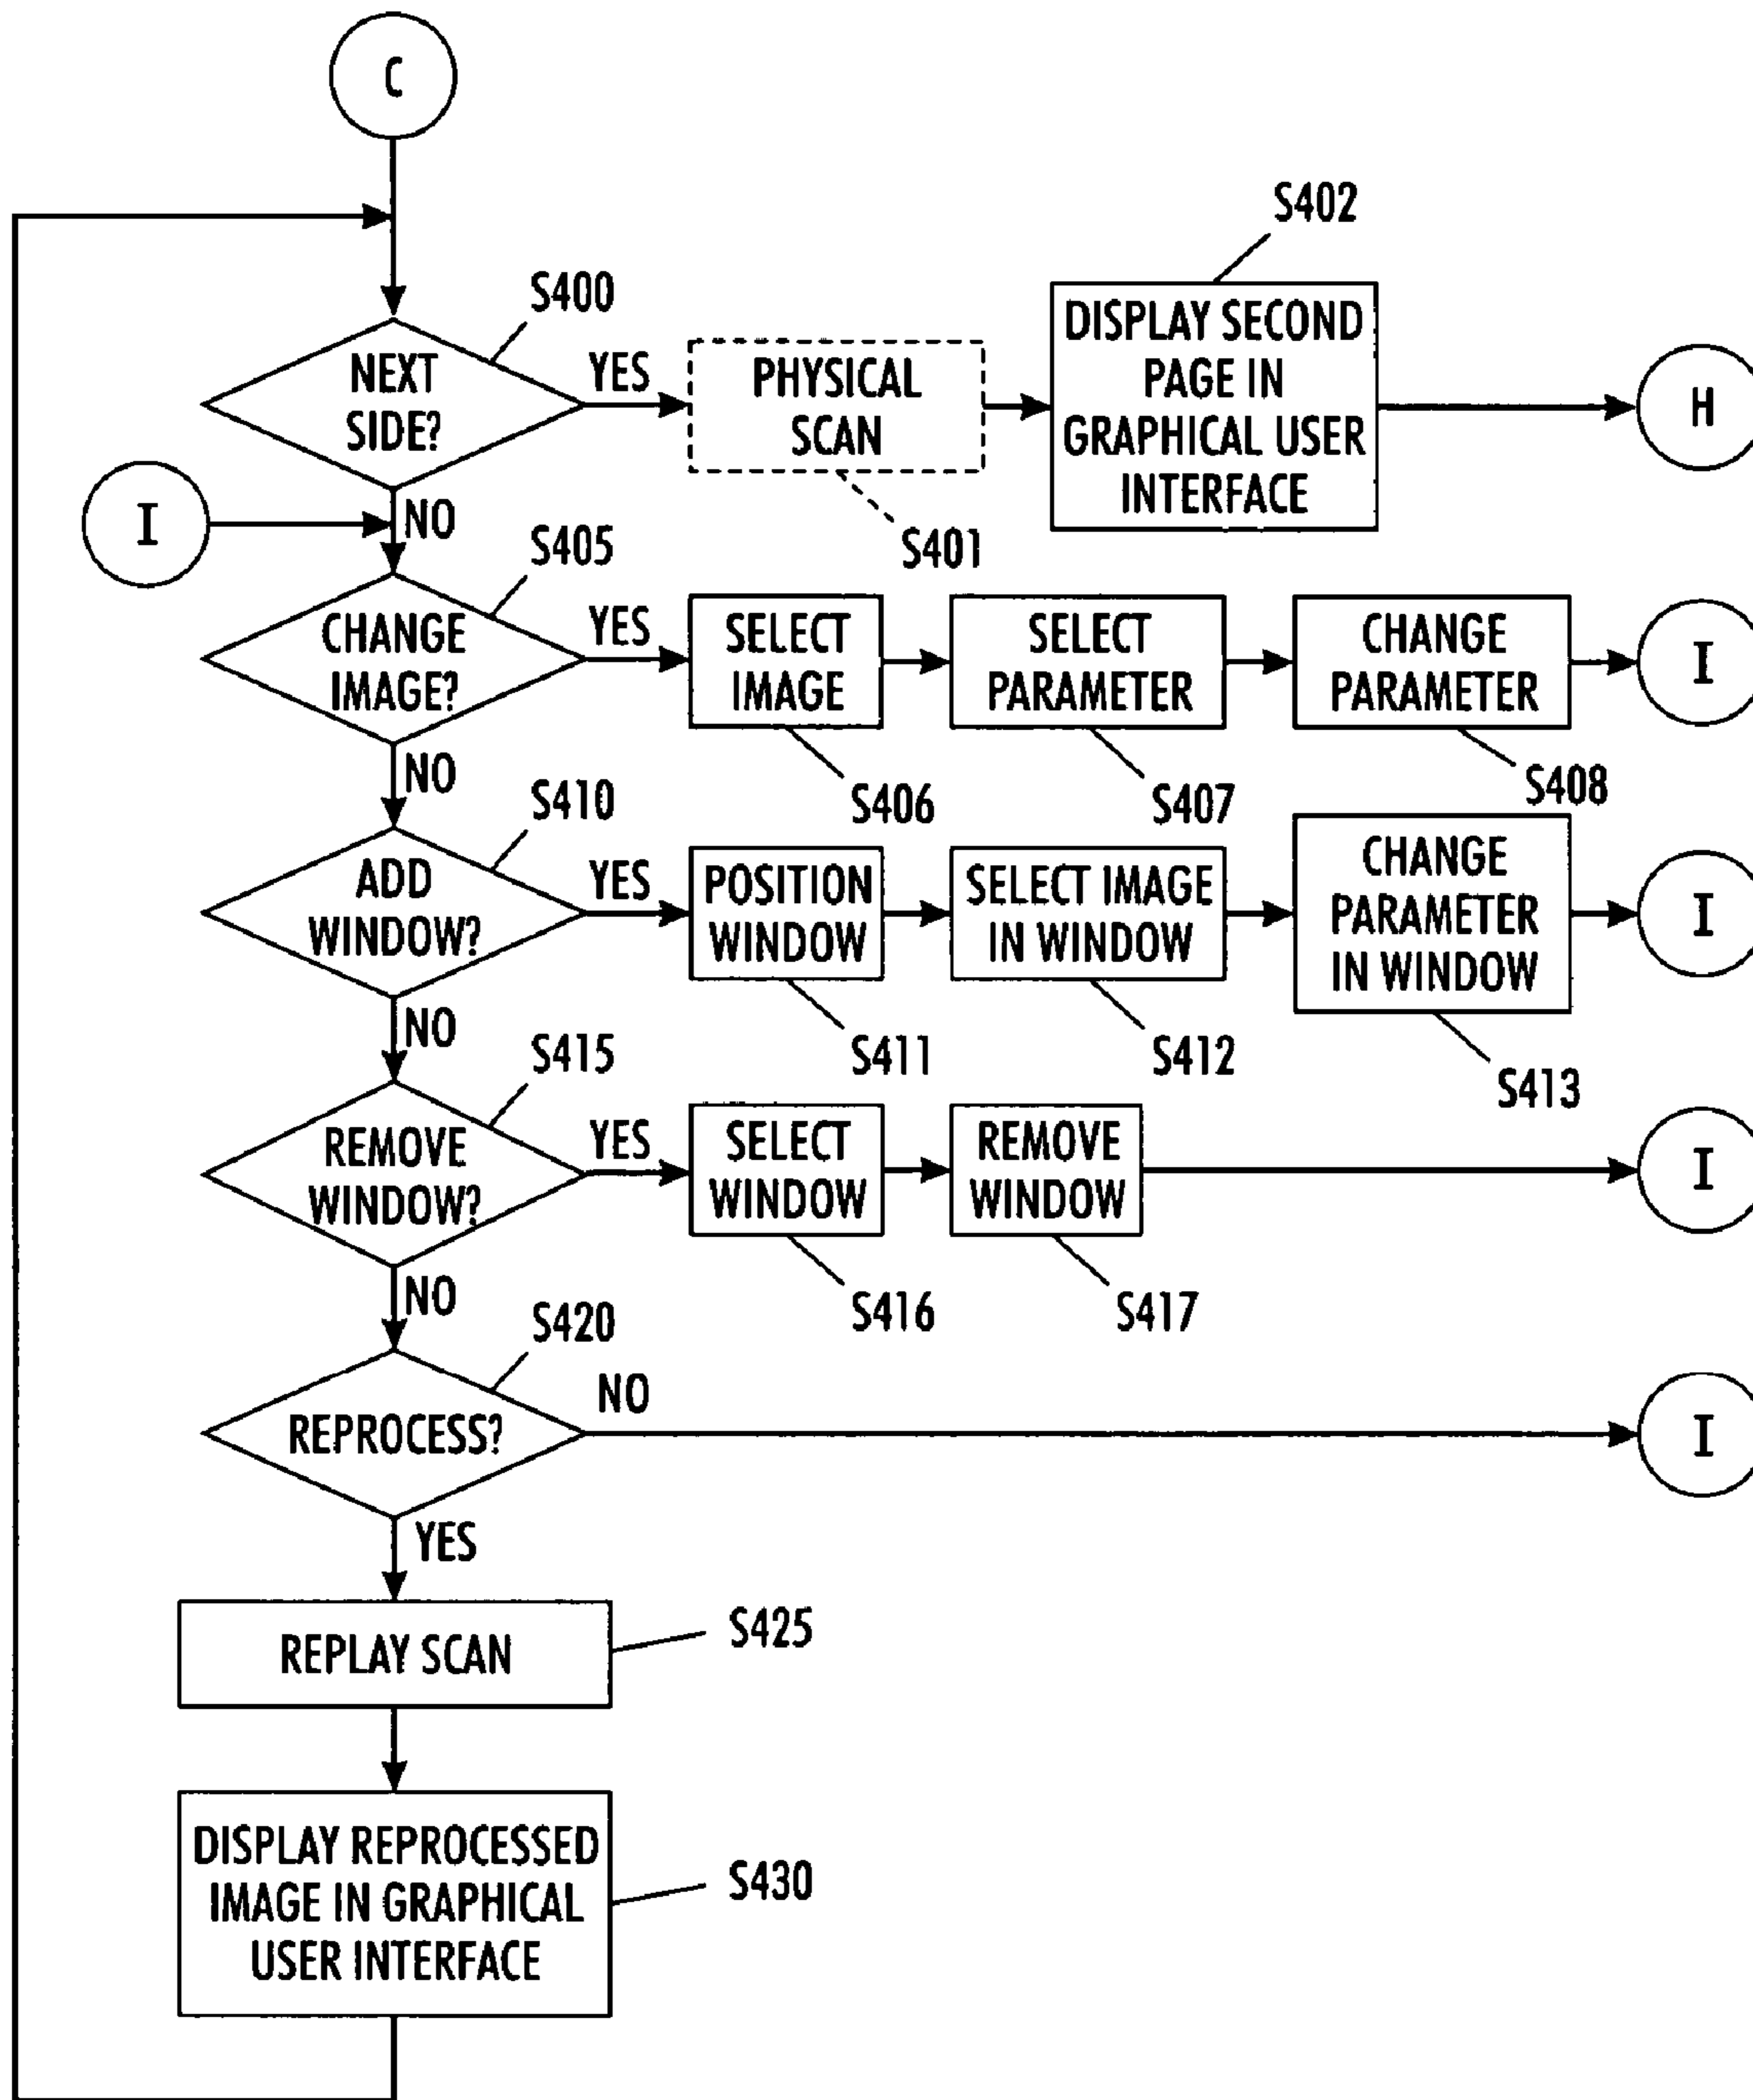 C
S402
S400
DISPLAY SECOND
PAGE IN
GRAPHICAL USER
INTERFACE
NEXT
SIDE?
YES
PHYSICAL
SCAN
H
I
NO
S401
S405
CHANGE
IMAGE?
YES
SELECT
IMAGE
SELECT
PARAMETER
CHANGE
PARAMETER
I
NO
S406
S407
S408
S410
ADD
WINDOW?
YES
POSITION
WINDOW
SELECT IMAGE
IN WINDOW
CHANGE
PARAMETER
IN WINDOW
I
NO
S411
S412
S413
S415
REMOVE
WINDOW?
YES
SELECT
WINDOW
REMOVE
WINDOW
I
NO
S416
S417
S420
REPROCESS?
NO
I
YES
REPLAY SCAN
S425
DISPLAY REPROCESSED
IMAGE IN GRAPHICAL
USER INTERFACE
S430